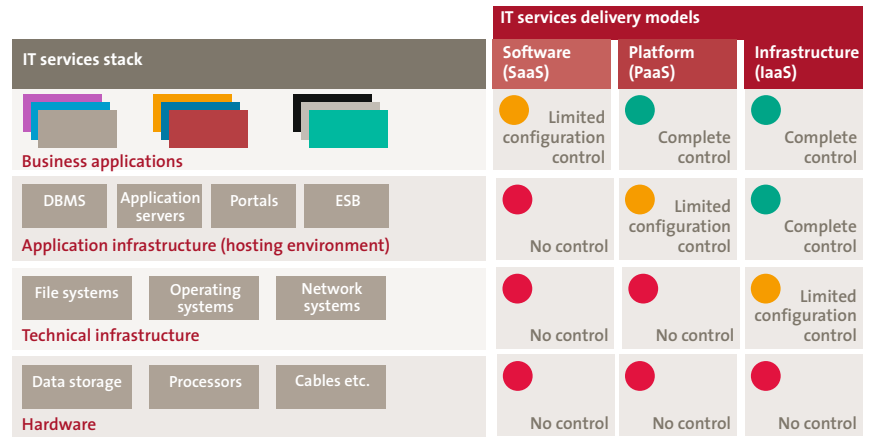 IT services delivery models
IT services stack
Software
(SaaS)
Platform
(PaaS)
Infrastructure
(IaaS)
Business applications
Limited
configuration
control
Complete
control
Complete
control
DBMS
Application
servers
Portals
ESB
Application infrastructure (hosting environment)
No control
Limited
configuration
control
Complete
control
File systems
Operating
systems
Network
systems
Technical infrastructure
No control
No control
Limited
configuration
control
Data storage
Processors
Cables etc.
Hardware
No control
No control
No control